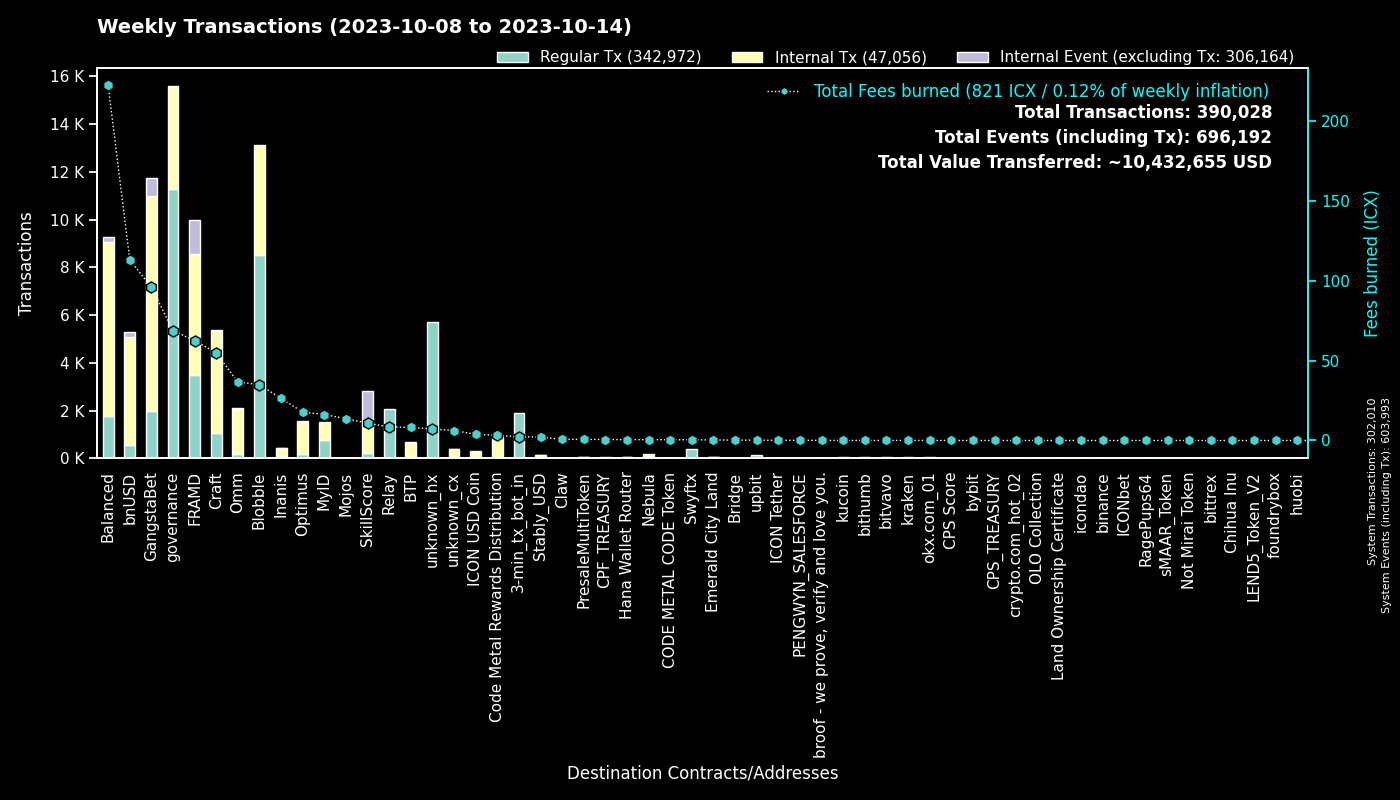 Weekly Transactions (2023-10-08 to 2023-10-14)
Regular Tx (342,972)
Internal Tx (47,056)
Internal Event (excluding Tx: 306,164)
Total Fees burned (821 ICX / 0.12% of weekly inflation)
Total Transactions: 390,028
Total Events (including Tx): 696,192
Total Value Transferred: ~10,432,655 USD
Transactions
16 K
14 K
12 K
10 K
8 K
6 K
4 K
2 K
0 K
200
150
100
50
0
Fees burned (ICX)
Balanced
bnUSD
GangstaBet
governance
FRAMD
Craft
Omm
Blobble
Inanis
Optimus
MyID
Mojos
SkillScore
Relay
BTP
unknown_hx
unknown_cx
ICON USD Coin
Code Metal Rewards Distribution
3-min_tx_bot_in
Stably_USD
Claw
PresaleMultiToken
CPF_TREASURY
Hana Wallet Router
Nebula
CODE METAL CODE Token
Swyftx
Emerald City Land
Bridge
upbit
ICON Tether
PENGWYN_SALESFORCE
broof - we prove, verify and love you.
kucoin
bithumb
bitvavo
kraken
okx.com_01
CPS Score
bybit
CPS_TREASURY
crypto.com_hot_02
OLO Collection
Land Ownership Certificate
icondao
binance
ICONbet
RagePups64
sMAAR_Token
Not Mirai Token
bittrex
Chihua Inu
LEND5_Token_V2
foundrybox
huobi
Destination Contracts/Addresses
System Transactions: 302,010
System Events (including Tx): 603,993